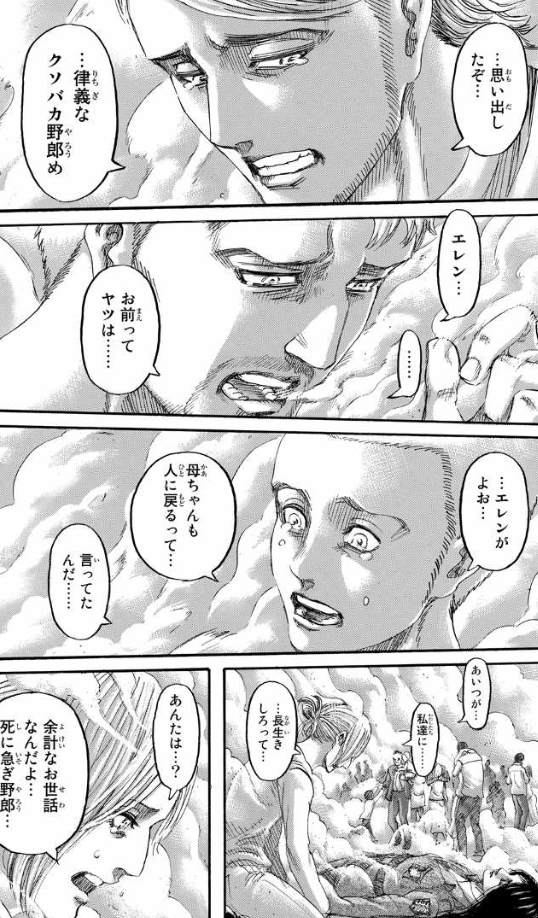 …思い出し
たぞ…
…律義な
クソバカ野郎め
エレン…
……
お前って
ヤツは……
…エレンが
よお…
母ちゃんも
人に戻るって…
言ってた
んだ……
あいつが…
私達に…
…長生き
しろって…
あんたは…？
余計なお世話
なんだよ…
死に急ぎ野郎…